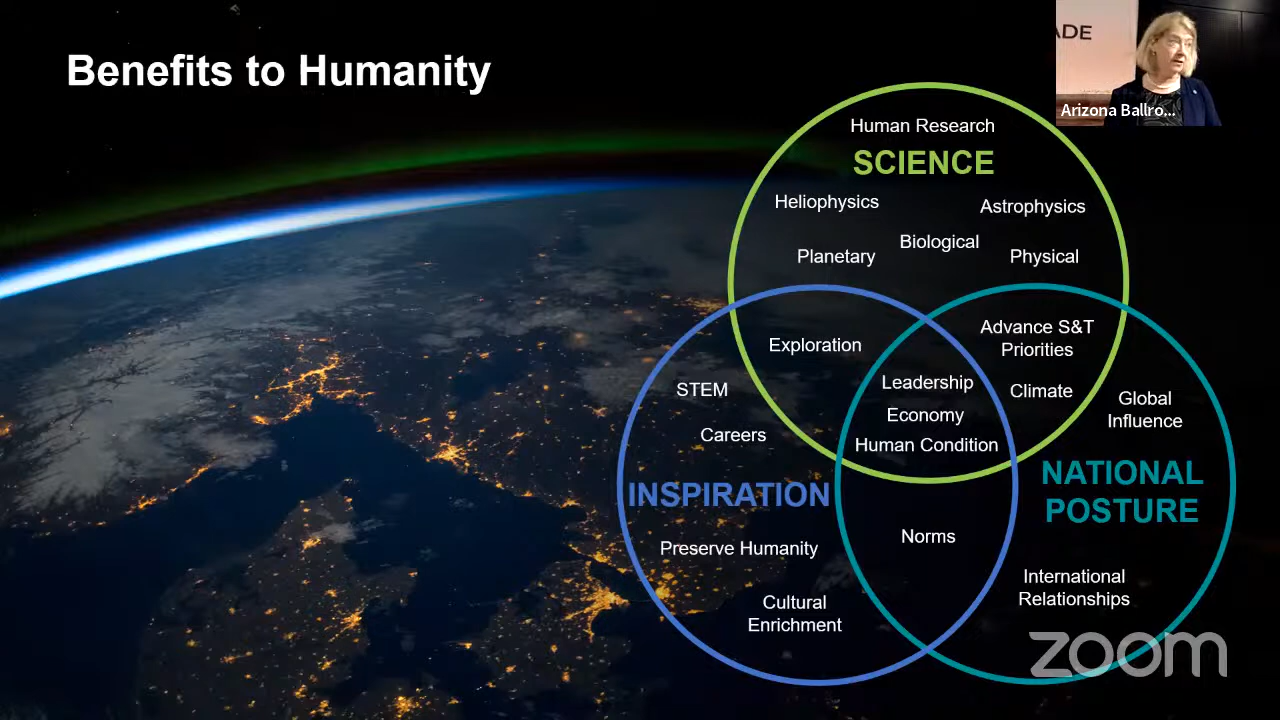 Benefits to Humanity
ADE
Arizona Ballro...
Human Research
SCIENCE
Heliophysics
Astrophysics
Biological
Planetary
Physical
Exploration
Advance S&T
Priorities
STEM
Leadership
Climate
Global
Influence
Economy
Careers
Human Condition
INSPIRATION
NATIONAL
POSTURE
Norms
Preserve Humanity
International
Relationships
Cultural
Enrichment
zoom